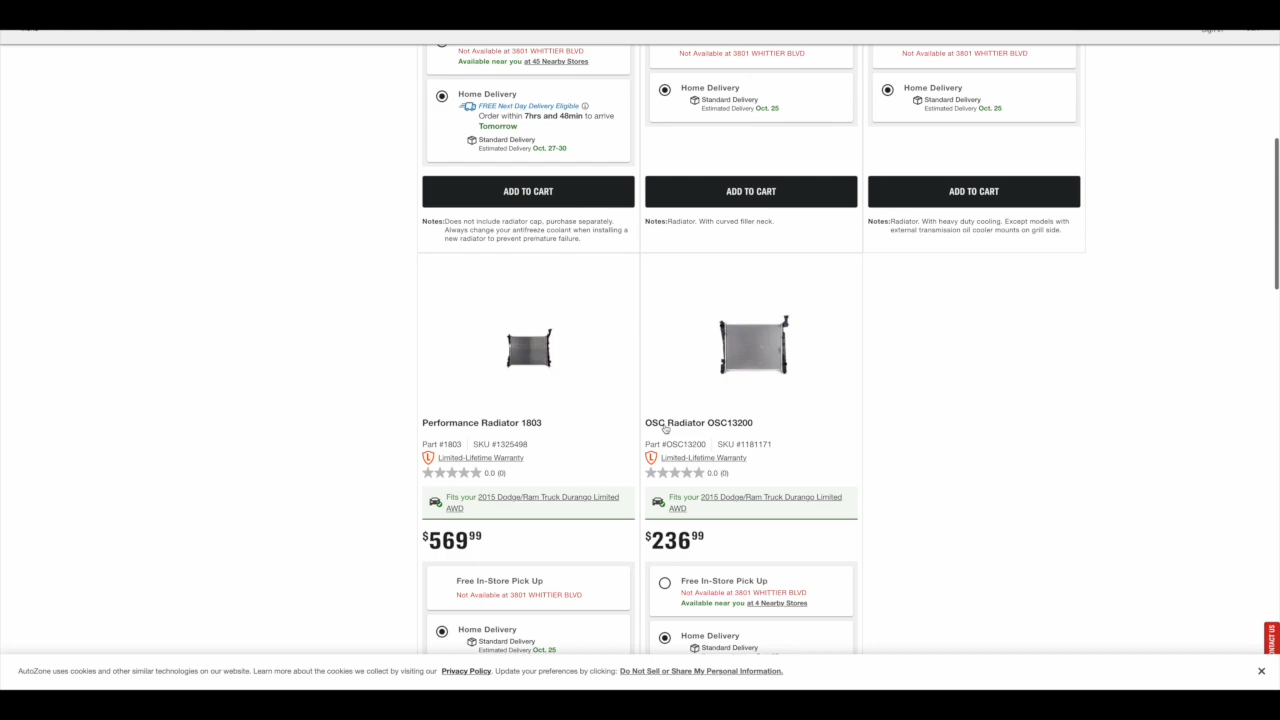 Not Available at 3801 WHITTIER BLVD
Available near you at 45 Nearby Stores
Home Delivery
FREE Next Day Delivery Eligible
Order within 7hrs and 48min to arrive
Tomorrow
Standard Delivery
Estimated Delivery Oct. 27-30
ADD TO CART
Notes:Does not include radiator cap, purchase separately.
Always change your antifreeze coolant when installing a
new radiator to prevent premature failure.
Not Available at 3801 WHITTIER BLVD
Home Delivery
Standard Delivery
Estimated Delivery Oct. 25
ADD TO CART
Notes:Radiator. With curved filler neck.
Not Available at 3801 WHITTIER BLVD
Home Delivery
Standard Delivery
Estimated Delivery Oct. 25
ADD TO CART
Notes:Radiator. With heavy duty cooling. Except models with
external transmission oil cooler mounts on grill side.
Performance Radiator 1803
Part #1803 SKU #1325498
Limited-Lifetime Warranty
0.0 (0)
Fits your 2015 Dodge/Ram Truck Durango Limited
AWD
$569 99
Free In-Store Pick Up
Not Available at 3801 WHITTIER BLVD
Home Delivery
Standard Delivery
Estimated Delivery Oct. 25
OSC Radiator OSC13200
Part #OSC13200 SKU #1181171
Limited-Lifetime Warranty
0.0 (0)
Fits your 2015 Dodge/Ram Truck Durango Limited
AWD
$236 99
Free In-Store Pick Up
Not Available at 3801 WHITTIER BLVD
Available near you at 4 Nearby Stores
Home Delivery
Standard Delivery
AutoZone uses cookies and other similar technologies on our website. Learn more about the cookies we collect by visiting our Privacy Policy. Update your preferences by clicking: Do Not Sell or Share My Personal Information.